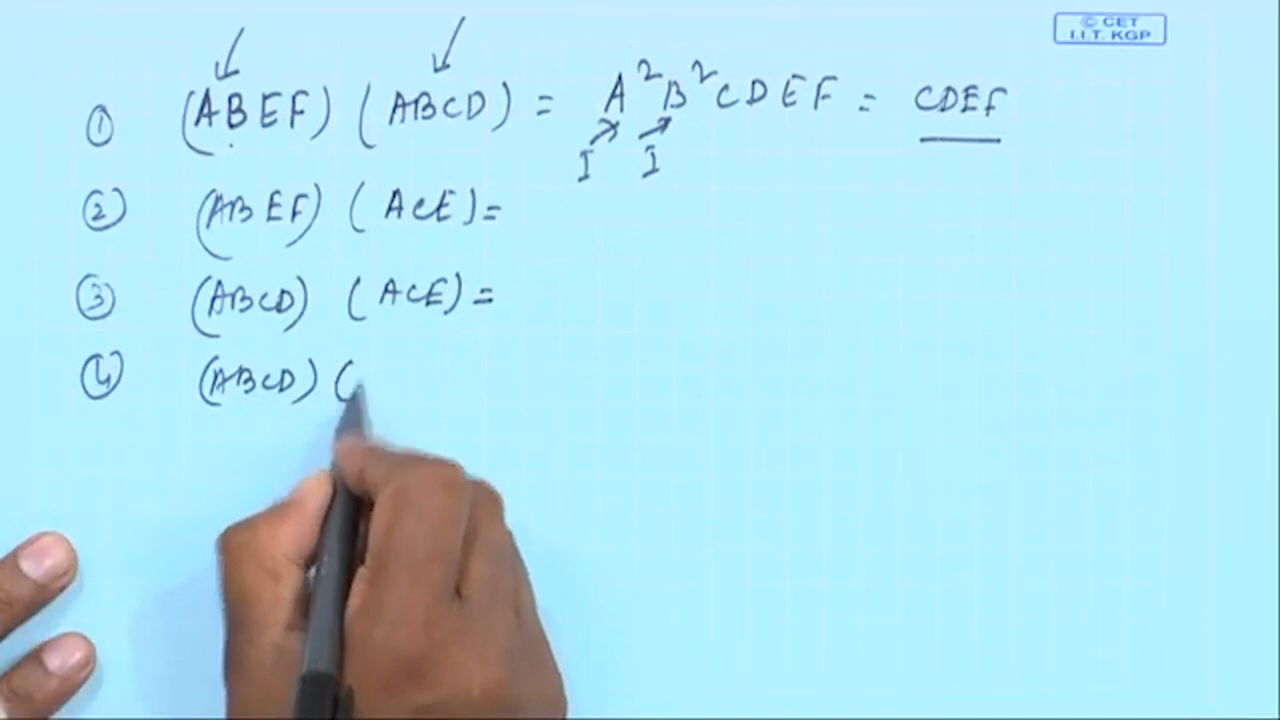 © CET
I.I.T. KGP
① (ABEF) (ABCD) = A²B²CDEF = CDEF
I I
② (ABEF) (ACE) =
③ (ABCD) (ACE) =
④ (ABCD) (